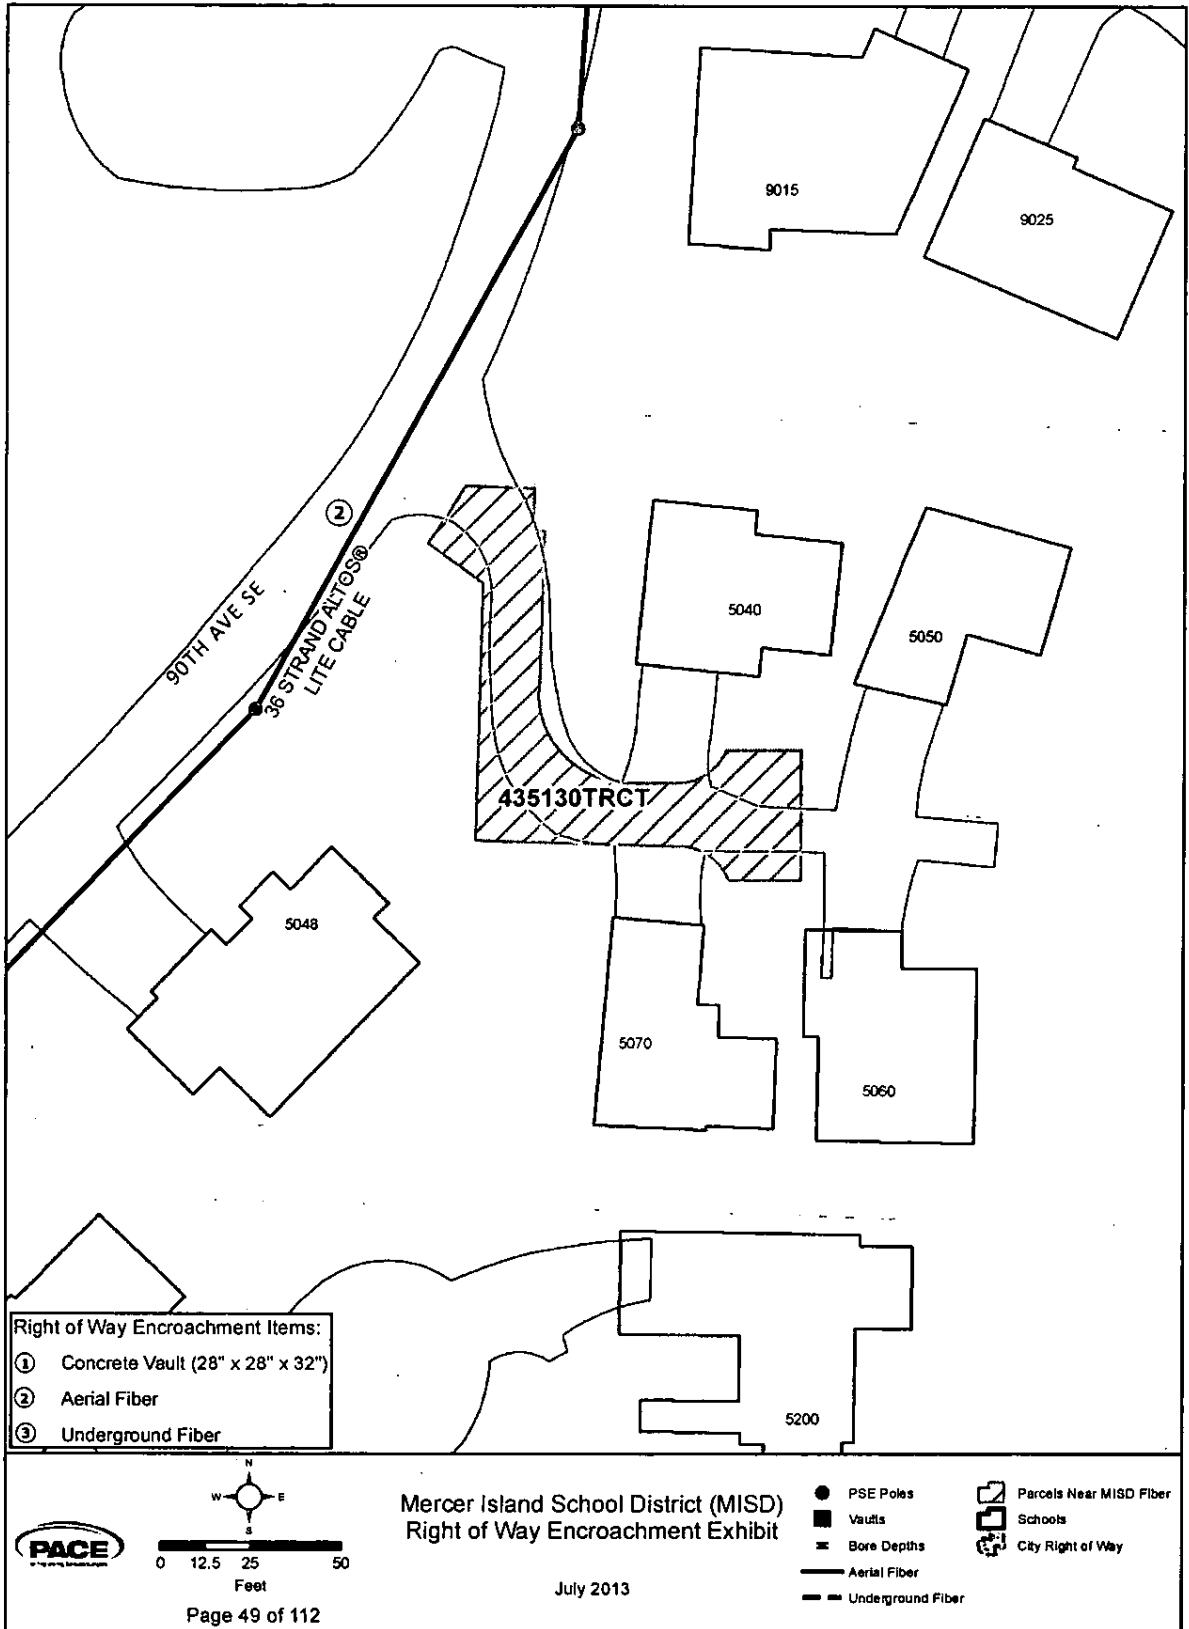 9015
9025
②
90TH AVE SE
36 STRAND ALTOS®
LITE CABLE
5040
5050
435130TRCT
5048
5070
5060
5200
Right of Way Encroachment Items:
① Concrete Vault (28" x 28" x 32")
② Aerial Fiber
③ Underground Fiber
PACE
N
W E
S
0 12.5 25 50
Feet
Page 49 of 112
Mercer Island School District (MISD)
Right of Way Encroachment Exhibit
July 2013
PSE Poles
Vaults
Bore Depths
Aerial Fiber
Underground Fiber
Parcels Near MISD Fiber
Schools
City Right of Way